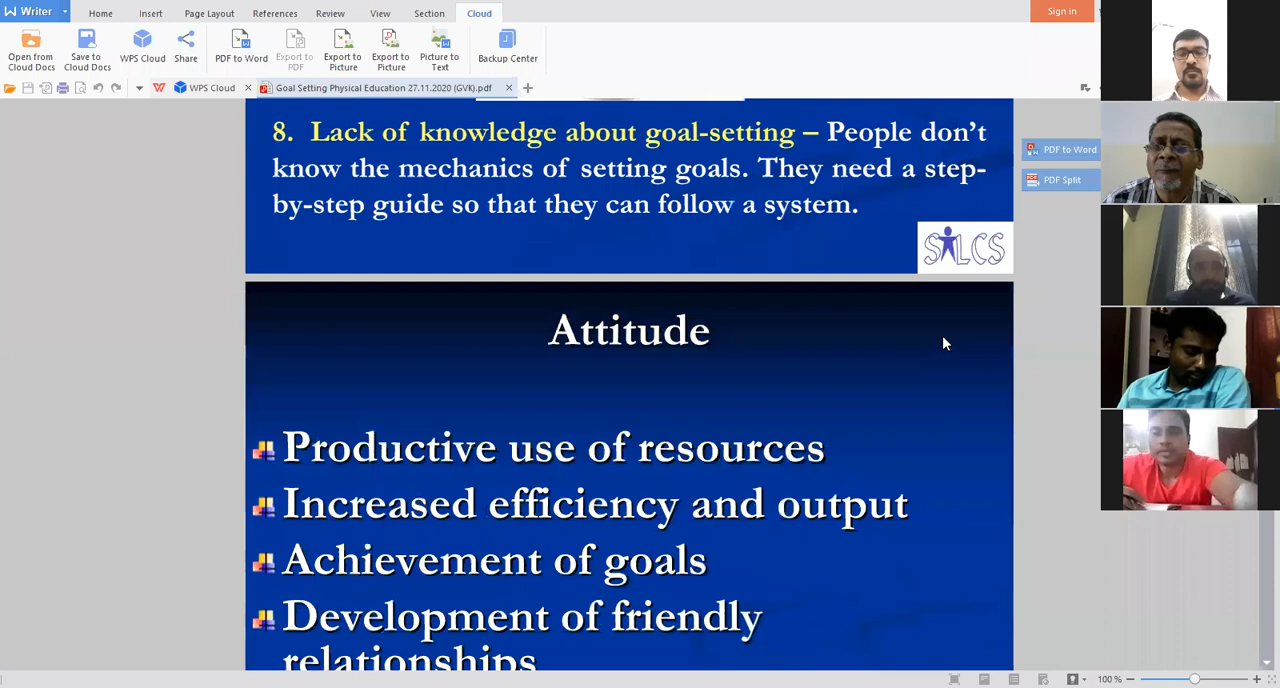 Writer
Home Insert Page Layout References Review View Section Cloud
Sign in
Open from Cloud Docs
Save to Cloud Docs
WPS Cloud
Share
PDF to Word
Export to PDF
Export to Picture
Export to Picture
Picture to Text
Backup Center
WPS Cloud
Goal Setting Physical Education 27.11.2020 (GVK).pdf
8. Lack of knowledge about goal-setting – People don't
know the mechanics of setting goals. They need a step-
by-step guide so that they can follow a system.
SILCS
PDF to Word
PDF Split
Attitude
Productive use of resources
Increased efficiency and output
Achievement of goals
Development of friendly
relationships
100 %